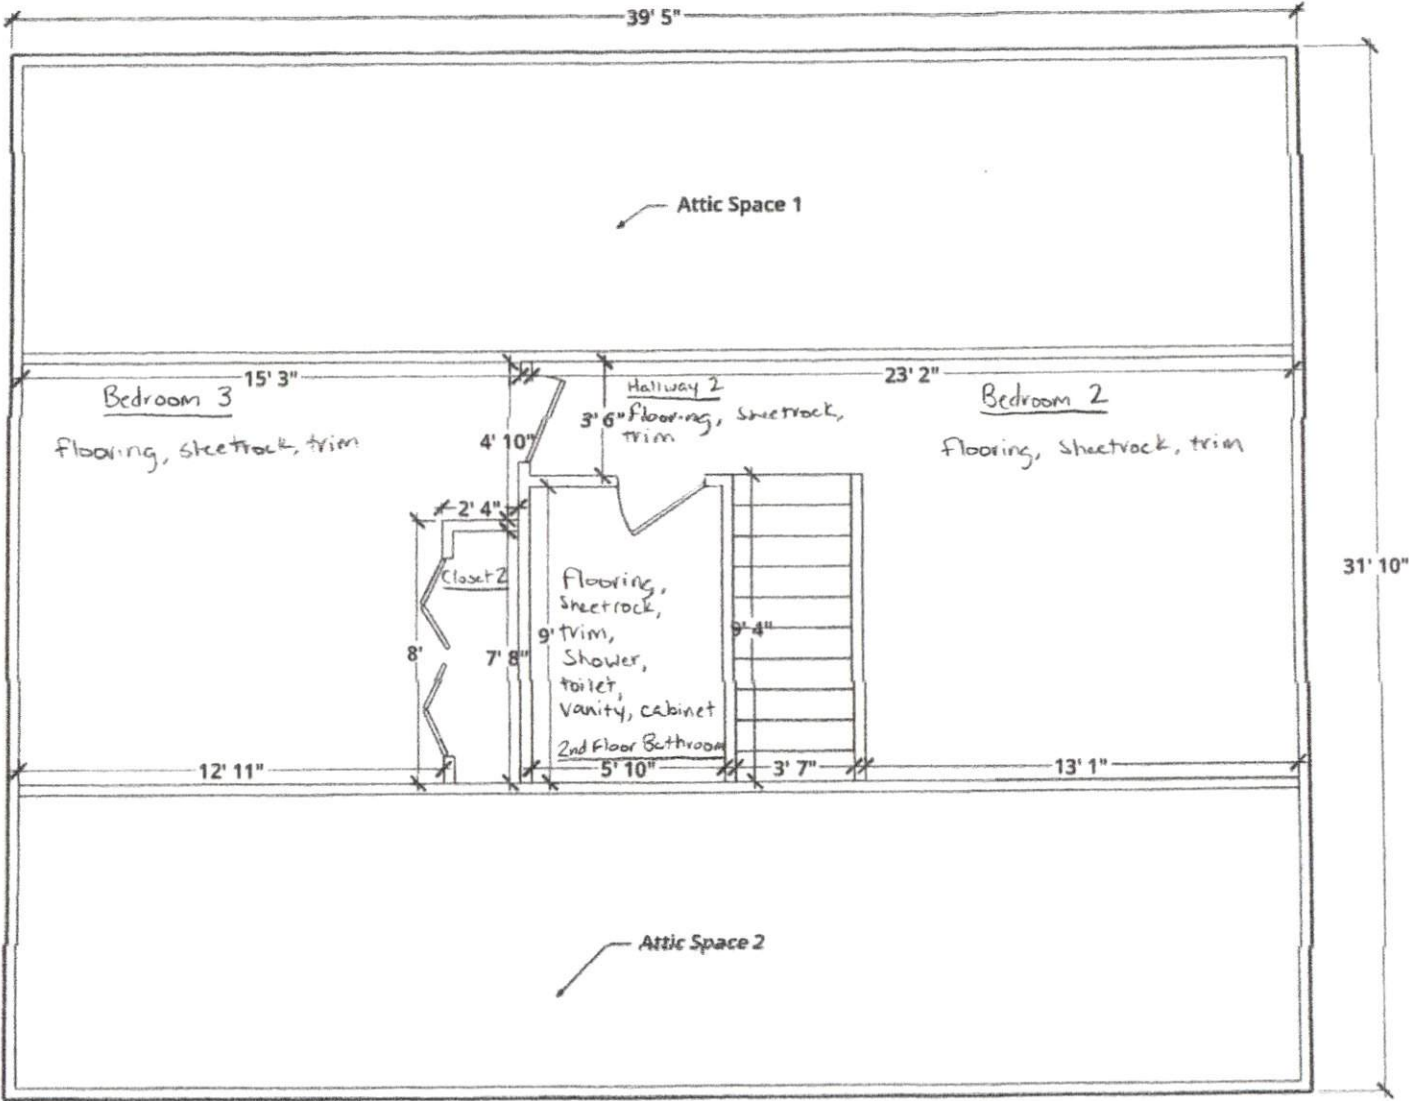 39' 5"
Attic Space 1
15' 3"
23' 2"
Bedroom 3
Hallway 2
Bedroom 2
3' 6" flooring, sheetrock,
trim
4' 10"
flooring, sheetrock, trim
flooring, sheetrock, trim
2' 4"
Closet 2
31' 10"
flooring,
sheetrock,
9' trim,
9' 4"
8'
7' 8"
shower,
toilet,
vanity, cabinet
2nd Floor Bathroom
12' 11"
5' 10"
3' 7"
13' 1"
Attic Space 2